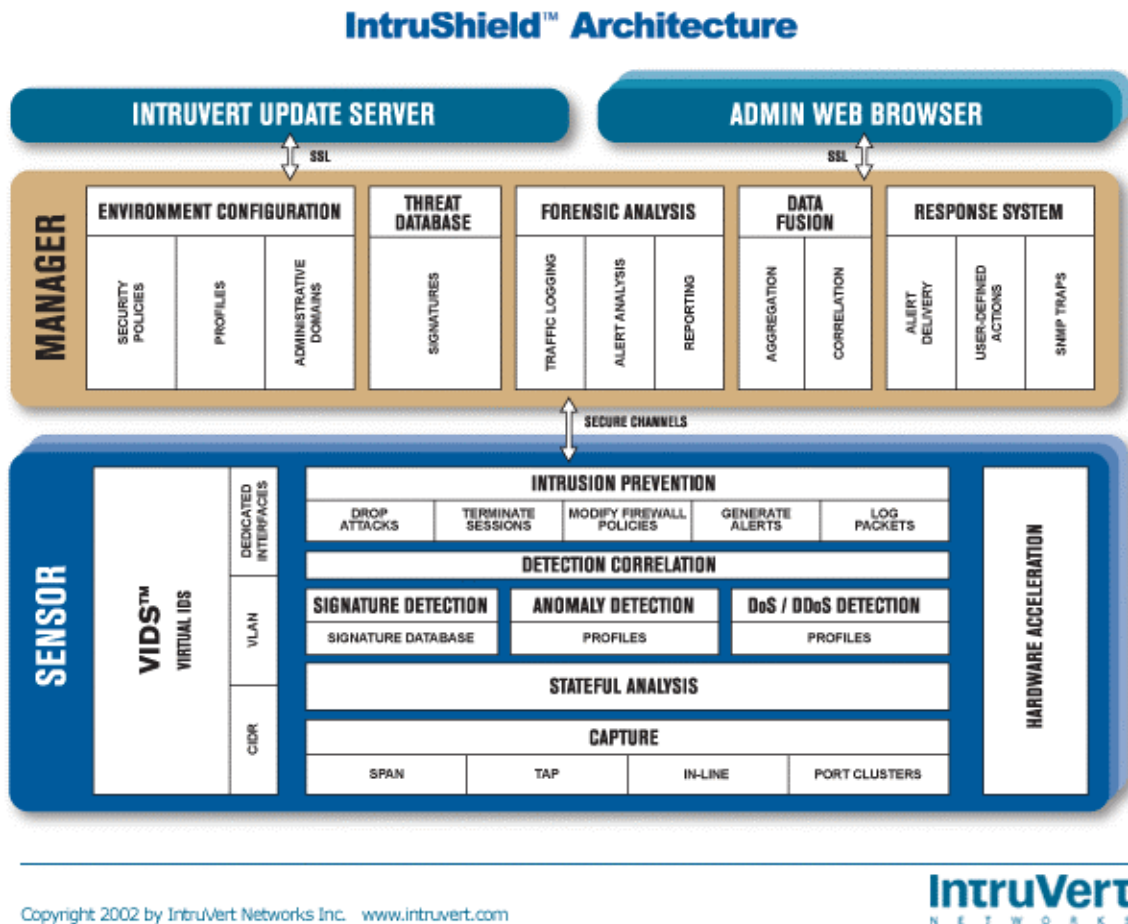 IntruShield™ Architecture
INTRUVERT UPDATE SERVER
ADMIN WEB BROWSER
SSL
SSL
MANAGER
ENVIRONMENT CONFIGURATION
SECURITY
POLICIES
PROFILES
ADMINISTRATIVE
DOMAINS
THREAT
DATABASE
SIGNATURES
FORENSIC ANALYSIS
TRAFFIC LOGGING
ALERT ANALYSIS
REPORTING
DATA
FUSION
AGGREGATION
CORRELATION
RESPONSE SYSTEM
ALERT
DELIVERY
USER-DEFINED
ACTIONS
SNMP TRAPS
SECURE CHANNELS
SENSOR
VIDS™
VIRTUAL IDS
DEDICATED
INTERFACES
VLAN
CIDR
INTRUSION PREVENTION
DROP
ATTACKS
TERMINATE
SESSIONS
MODIFY FIREWALL
POLICIES
GENERATE
ALERTS
LOG
PACKETS
DETECTION CORRELATION
SIGNATURE DETECTION
SIGNATURE DATABASE
ANOMALY DETECTION
PROFILES
DoS / DDoS DETECTION
PROFILES
STATEFUL ANALYSIS
CAPTURE
SPAN
TAP
IN-LINE
PORT CLUSTERS
HARDWARE ACCELERATION
Copyright 2002 by IntruVert Networks Inc. www.intruvert.com
IntruVert
NETWORKS